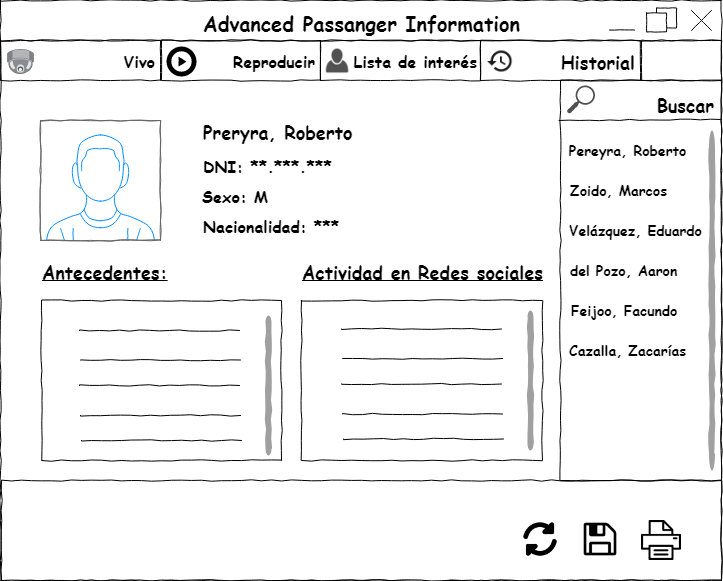 Advanced Passanger Information
Vivo
Reproducir
Lista de interés
Historial
Buscar
Preryra, Roberto
DNI: **.***.***
Sexo: M
Nacionalidad: ***
Antecedentes:
Actividad en Redes sociales
Pereyra, Roberto
Zoido, Marcos
Velázquez, Eduardo
del Pozo, Aaron
Feijoo, Facundo
Cazalla, Zacarías